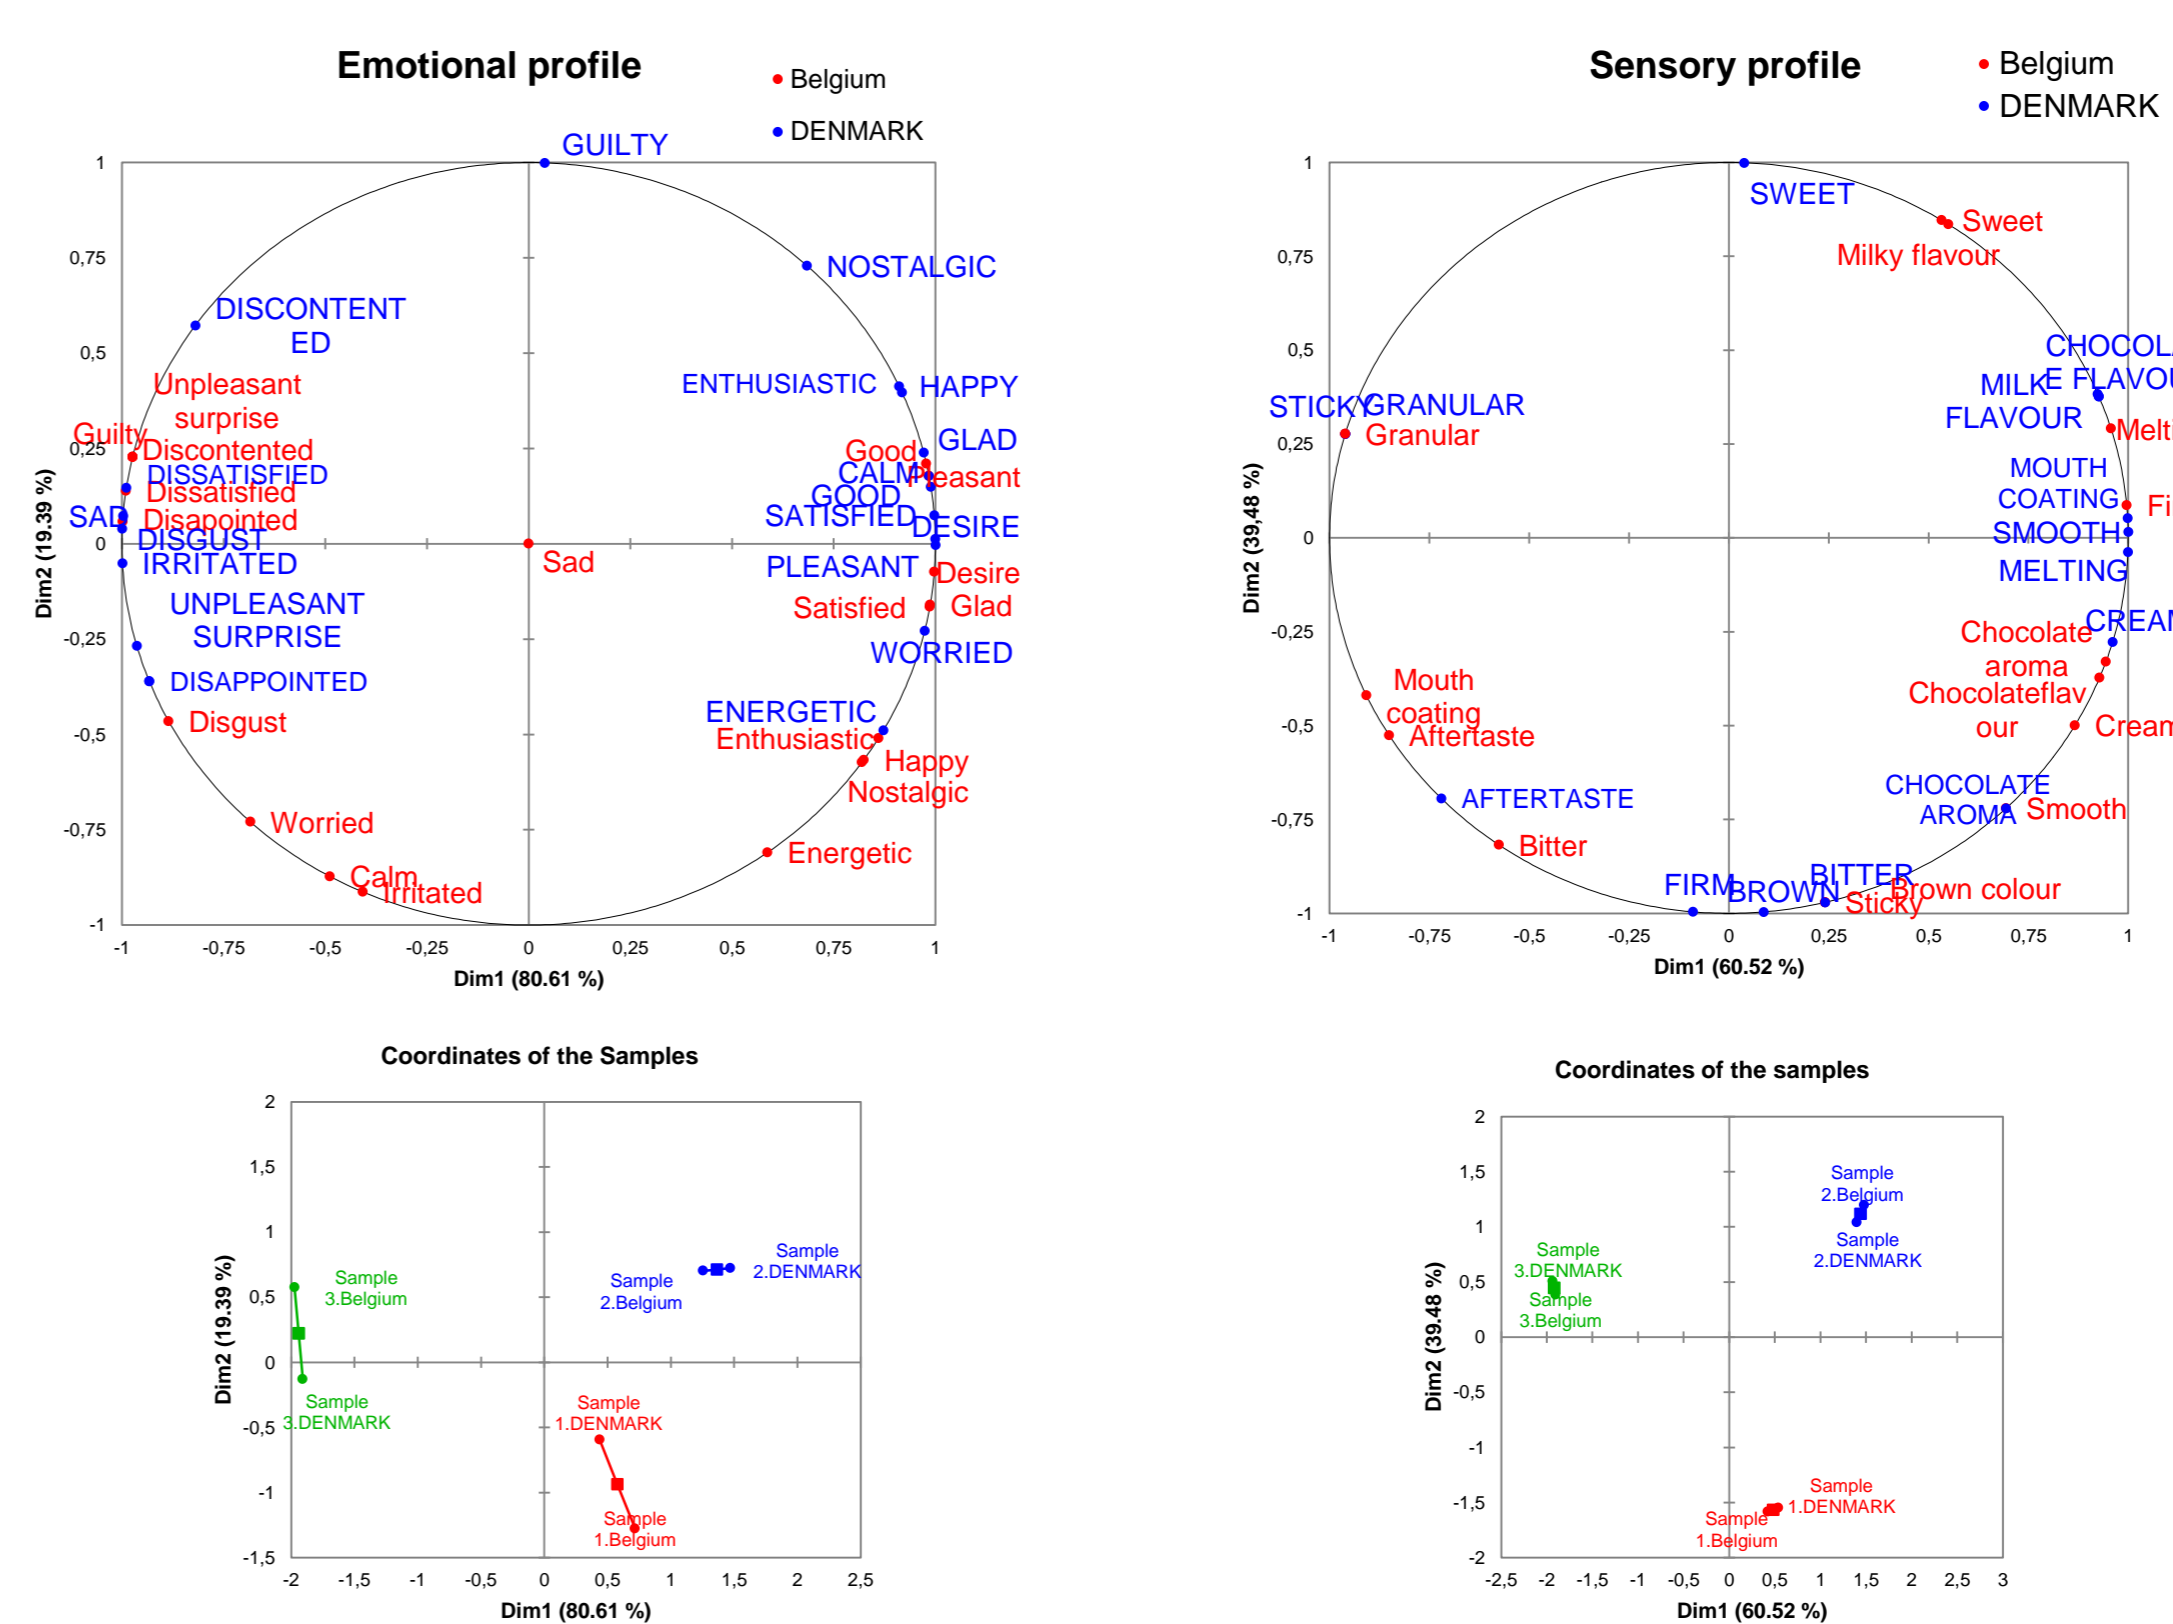 Emotional profile
Belgium
DENMARK
GUILTY
NOSTALGIC
DISCONTENT
ED
ENTHUSIASTIC
HAPPY
Unpleasant
surprise
Guilty
Discontented
GLAD
Good
DISSATISFIED
CALM
Pleasant
Dissatisfied
GOOD
SAD
Disapointed
SATISFIED
DESIRE
DISGUST
Sad
IRRITATED
PLEASANT
Desire
UNPLEASANT
SURPRISE
Satisfied
Glad
WORRIED
DISAPPOINTED
Disgust
ENERGETIC
Enthusiastic
Happy
Nostalgic
Worried
Energetic
Calm
Irritated
1
0,75
0,5
0,25
0
-0,25
-0,5
-0,75
-1
Dim2 (19.39 %)
-1
-0,75
-0,5
-0,25
0
0,25
0,5
0,75
1
Dim1 (80.61 %)
Sensory profile
Belgium
DENMARK
SWEET
Sweet
Milky flavour
CHOCOLA
E FLAVOU
MILK
FLAVOUR
STICKY
GRANULAR
Granular
Melti
MOUTH
COATING
Fi
SMOOTH
MELTING
CREAM
Chocolate
aroma
Mouth
coating
Chocolateflav
our
Cream
Aftertaste
CHOCOLATE
AROMA
AFTERTASTE
Smooth
Bitter
FIRM
BROWN
BITTER
Brown colour
Sticky
1
0,75
0,5
0,25
0
-0,25
-0,5
-0,75
-1
Dim2 (39,48 %)
-1
-0,75
-0,5
-0,25
0
0,25
0,5
0,75
1
Dim1 (60.52 %)
Coordinates of the Samples
2
1,5
1
0,5
0
-0,5
-1
-1,5
Dim2 (19.39 %)
Sample
2.DENMARK
Sample
2.Belgium
Sample
3.Belgium
Sample
3.DENMARK
Sample
1.DENMARK
Sample
1.Belgium
-2
-1,5
-1
-0,5
0
0,5
1
1,5
2
2,5
Dim1 (80.61 %)
Coordinates of the samples
2
1,5
1
0,5
0
-0,5
-1
-1,5
-2
Dim2 (39.48 %)
Sample
2.Belgium
Sample
2.DENMARK
Sample
3.DENMARK
Sample
3.Belgium
Sample
1.DENMARK
Sample
1.Belgium
-2,5
-2
-1,5
-1
-0,5
0
0,5
1
1,5
2
2,5
3
Dim1 (60.52 %)